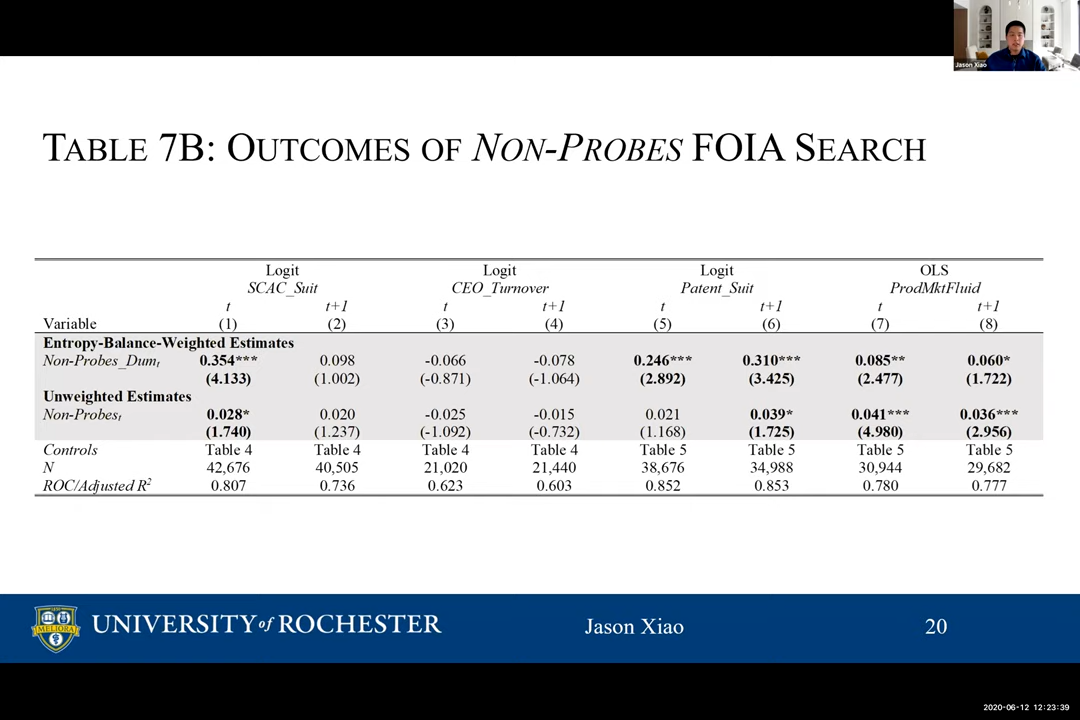 Jason Xiao
TABLE 7B: OUTCOMES OF NON-PROBES FOIA SEARCH
Logit Logit Logit OLS
SCAC_Suit CEO_Turnover Patent_Suit ProdMktFluid
t t+1 t t+1 t t+1 t t+1
Variable (1) (2) (3) (4) (5) (6) (7) (8)
Entropy-Balance-Weighted Estimates
Non-Probes_Dumt 0.354*** 0.098 -0.066 -0.078 0.246*** 0.310*** 0.085** 0.060*
(4.133) (1.002) (-0.871) (-1.064) (2.892) (3.425) (2.477) (1.722)
Unweighted Estimates
Non-Probest 0.028* 0.020 -0.025 -0.015 0.021 0.039* 0.041*** 0.036***
(1.740) (1.237) (-1.092) (-0.732) (1.168) (1.725) (4.980) (2.956)
Controls Table 4 Table 4 Table 4 Table 4 Table 5 Table 5 Table 5 Table 5
N 42,676 40,505 21,020 21,440 38,676 34,988 30,944 29,682
ROC/Adjusted R2 0.807 0.736 0.623 0.603 0.852 0.853 0.780 0.777
MELIORA
UNIVERSITY of ROCHESTER
Jason Xiao
20
2020-06-12 12:23:39